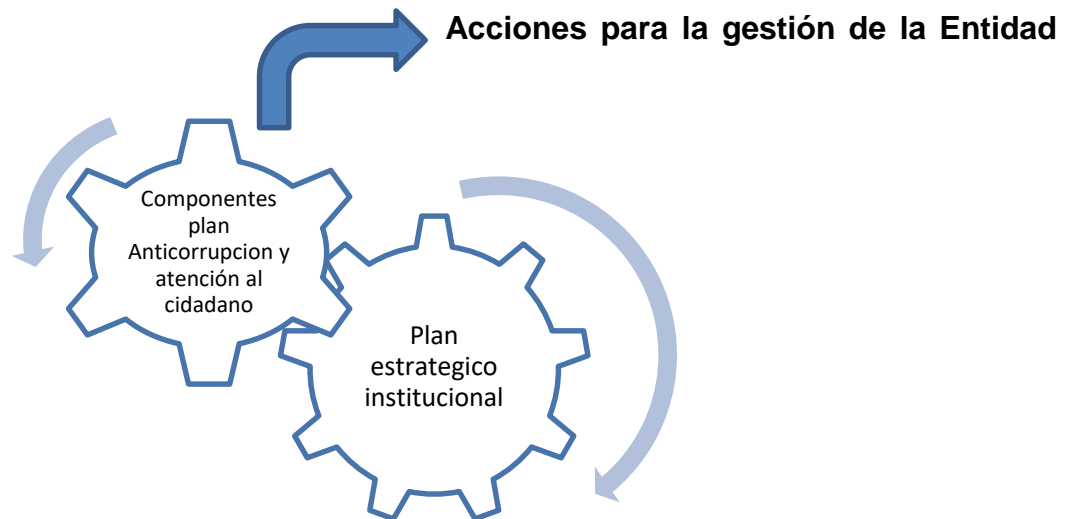 Acciones para la gestión de la Entidad
Componentes
plan
Anticorrupcion y
atención al
cidadano
Plan
estrategico
institucional